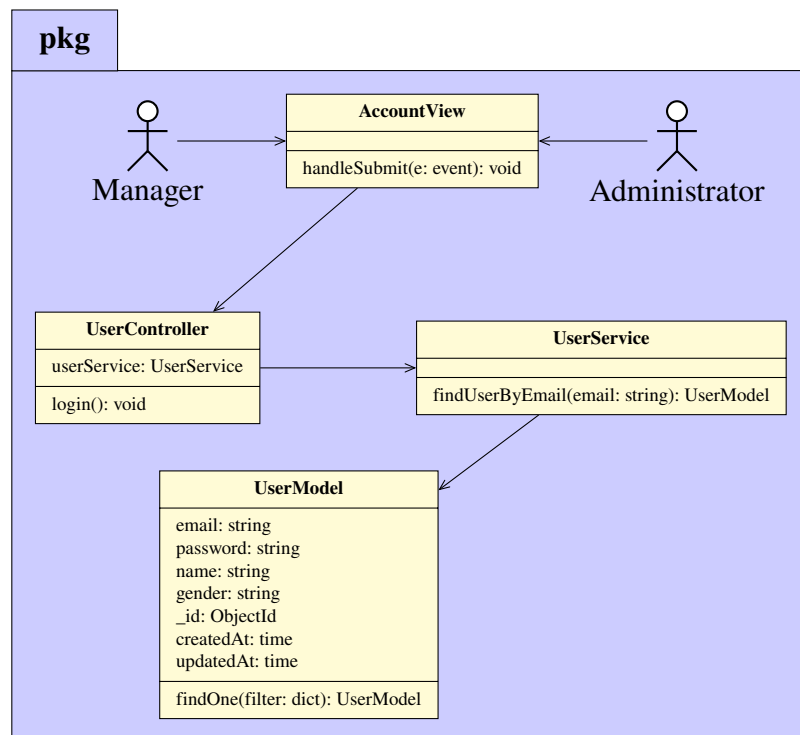 pkg
AccountView
handleSubmit(e: event): void
Manager
Administrator
UserController
userService: UserService
login(): void
UserService
findUserByEmail(email: string): UserModel
UserModel
email: string
password: string
name: string
gender: string
_id: ObjectId
createdAt: time
updatedAt: time
findOne(filter: dict): UserModel